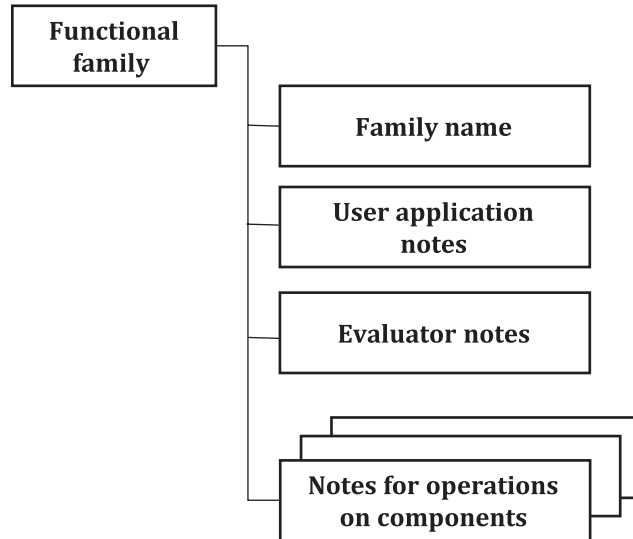 Functional
family
Family name
User application
notes
Evaluator notes
Notes for operations
on components